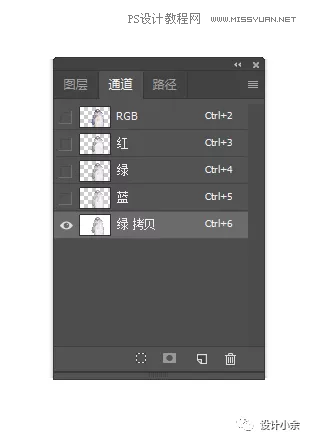 PS设计教程网 WWW.MISSYUAN.NET
图层 通道 路径
RGB Ctrl+2
红 Ctrl+3
绿 Ctrl+4
蓝 Ctrl+5
绿 拷贝 Ctrl+6
设计小余